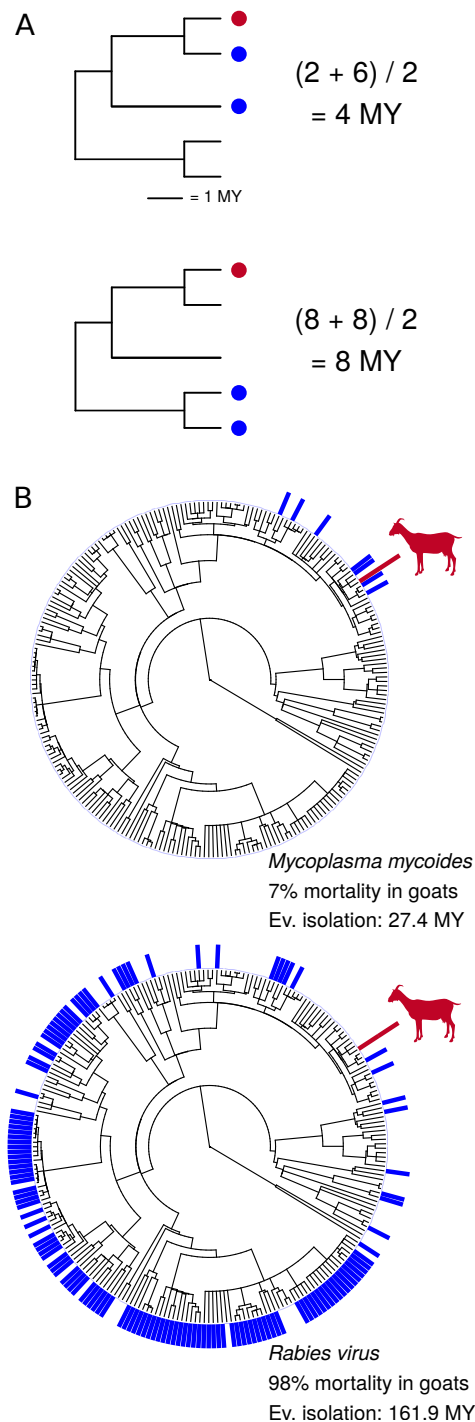 A
(2 + 6) / 2
= 4 MY
= 1 MY
(8 + 8) / 2
= 8 MY
B
Mycoplasma mycoides
7% mortality in goats
Ev. isolation: 27.4 MY
Rabies virus
98% mortality in goats
Ev. isolation: 161.9 MY